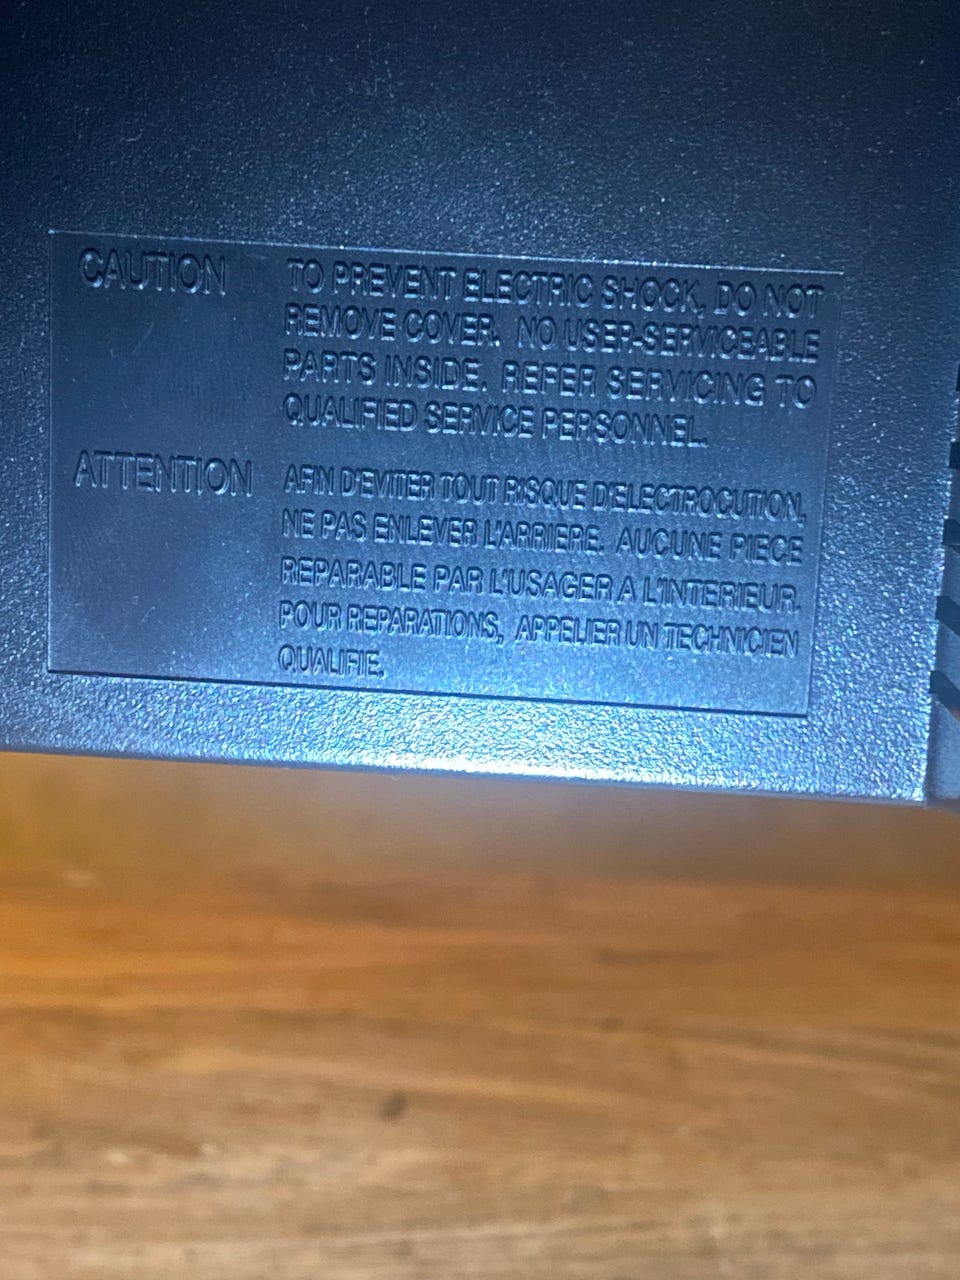 CAUTION TO PREVENT ELECTRIC SHOCK, DO NOT
REMOVE COVER. NO USER-SERVICEABLE
PARTS INSIDE. REFER SERVICING TO
QUALIFIED SERVICE PERSONNEL.
ATTENTION AFIN D'EVITER TOUT RISQUE D'ELECTROCUTION,
NE PAS ENLEVER L'ARRIERE. AUCUNE PIECE
REPARABLE PAR L'USAGER A L'INTERIEUR.
POUR REPARATIONS, APPELIER UN TECHNICIEN
QUALIFIE.